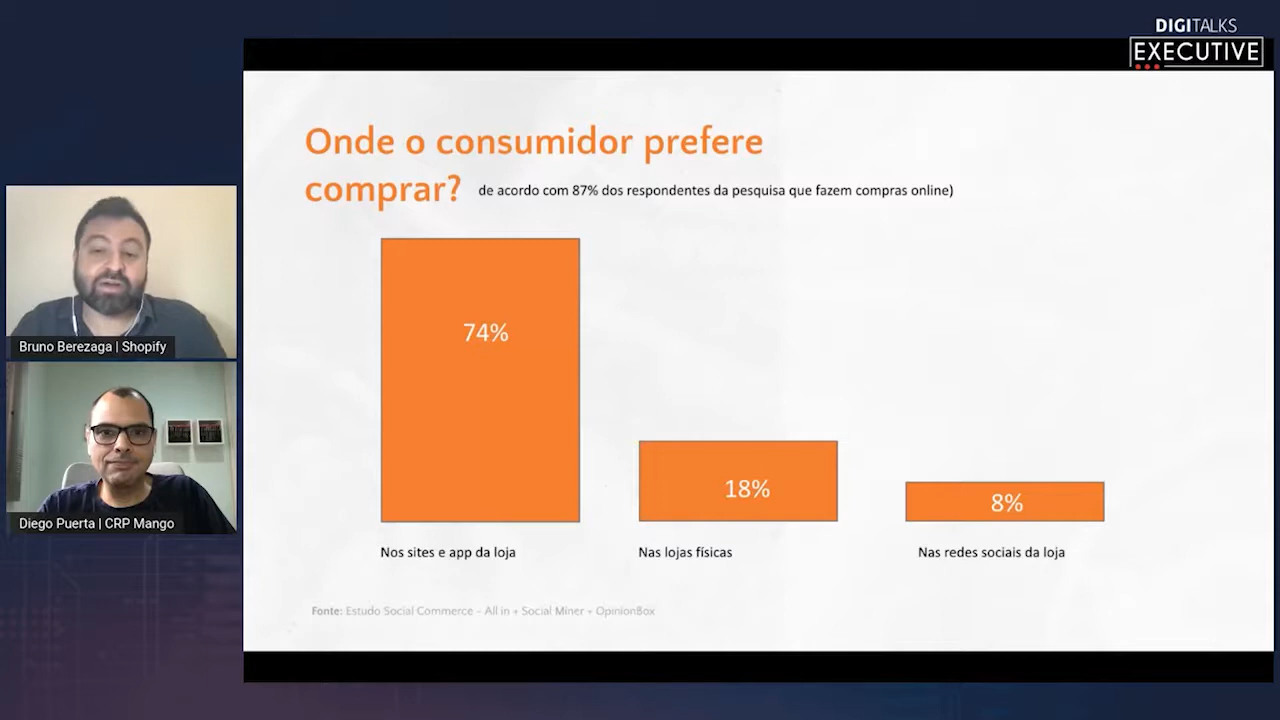 DIGITALKS
EXECUTIVE
Onde o consumidor prefere
comprar? de acordo com 87% dos respondentes da pesquisa que fazem compras online)
74%
18%
8%
Nos sites e app da loja
Nas lojas físicas
Nas redes sociais da loja
Fonte: Estudo Social Commerce - All in + Social Miner + OpinionBox
Bruno Berezaga | Shopify
Diego Puerta | CRP Mango